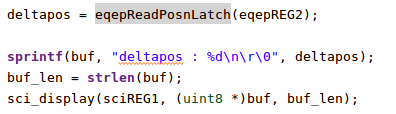 deltapos = eqepReadPosnLatch(eqepREG2);
sprintf(buf, "deltapos : %d\n\r\0", deltapos);
buf_len = strlen(buf);
sci_display(sciREG1, (uint8 *)buf, buf_len);